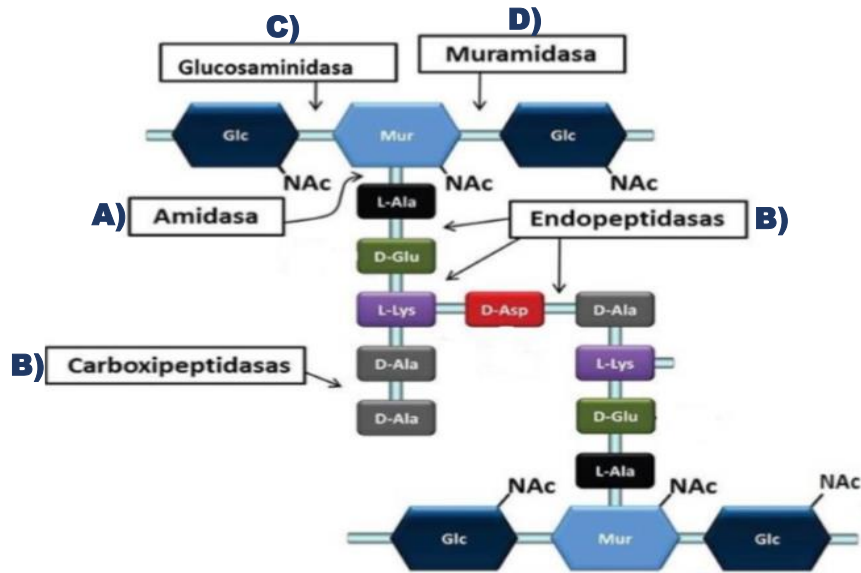 C)
D)
Glucosaminidasa
Muramidasa
Glc
Mur
Glc
NAc
NAc
NAc
A)
Amidasa
L-Ala
Endopeptidasas
B)
D-Glu
L-Lys
D-Asp
D-Ala
B)
Carboxipeptidasas
D-Ala
L-Lys
D-Ala
D-Glu
L-Ala
NAc
NAc
NAc
Glc
Mur
Glc